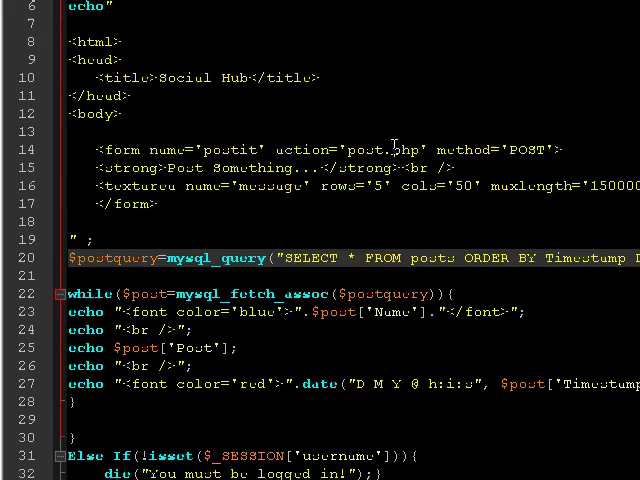 6 echo"
7
8 <html>
9 <head>
10 <title>Social Hub</title>
11 </head>
12 <body>
13
14 <form name='postit' action='post.php' method='POST'>
15 <strong>Post Something...</strong><br />
16 <textarea name='message' rows='5' cols='50' maxlength='150000
17 </form>
18
19 " ;
20 $postquery=mysql_query("SELECT * FROM posts ORDER BY Timestamp D
21
22 while($post=mysql_fetch_assoc($postquery)){
23 echo "<font color='blue'>".$post['Name']."</font>";
24 echo "<br />";
25 echo $post['Post'];
26 echo "<br />";
27 echo "<font color='red'>".date("D M Y @ h:i:s", $post['Timestamp
28 }
29
30 }
31 Else If(!isset($_SESSION['username'])){
32 die("You must be logged in!");}